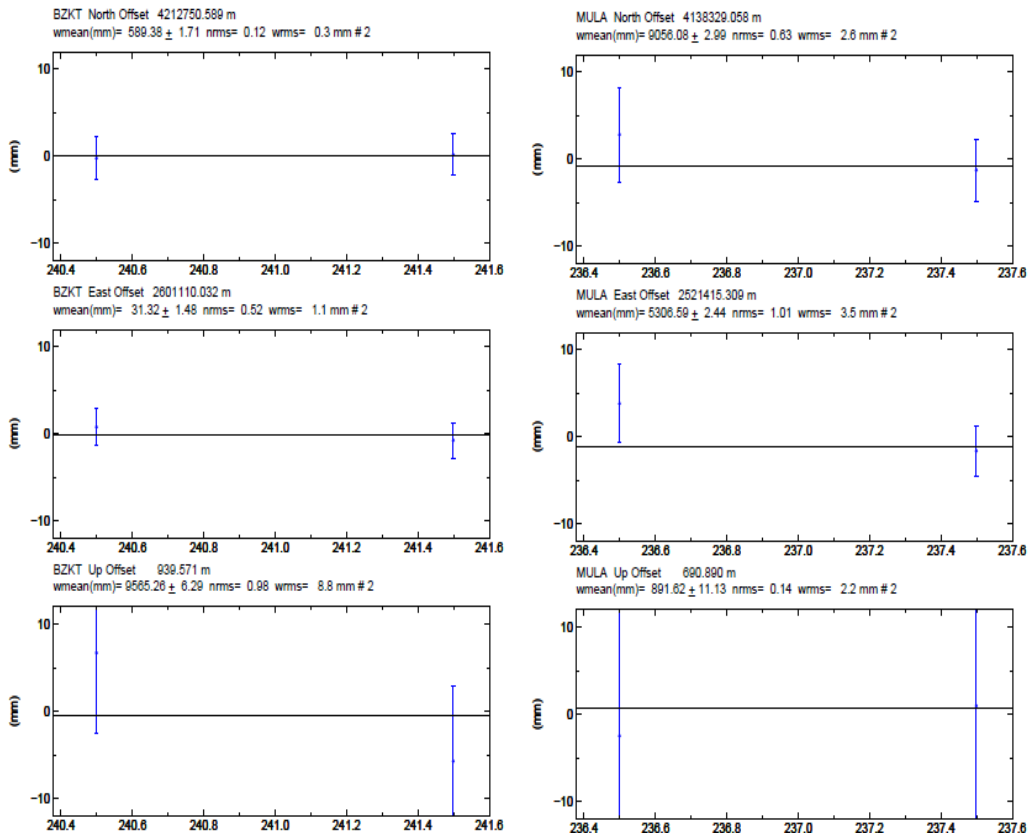 BZKT North Offset 4212750.589 m
wmean(mm)= 589.38 ± 1.71 nrms= 0.12 wrms= 0.3 mm # 2
10
0
−10
(mm)
240.4 240.6 240.8 241.0 241.2 241.4 241.6
BZKT East Offset 2601110.032 m
wmean(mm)= 31.32 ± 1.48 nrms= 0.52 wrms= 1.1 mm # 2
10
0
−10
(mm)
240.4 240.6 240.8 241.0 241.2 241.4 241.6
BZKT Up Offset 939.571 m
wmean(mm)= 9565.26 ± 6.29 nrms= 0.98 wrms= 8.8 mm # 2
10
0
−10
(mm)
240.4 240.6 240.8 241.0 241.2 241.4 241.6
MULA North Offset 4138329.058 m
wmean(mm)= 9056.08 ± 2.99 nrms= 0.63 wrms= 2.6 mm # 2
10
0
−10
(mm)
236.4 236.6 236.8 237.0 237.2 237.4 237.6
MULA East Offset 2521415.309 m
wmean(mm)= 5306.59 ± 2.44 nrms= 1.01 wrms= 3.5 mm # 2
10
0
−10
(mm)
236.4 236.6 236.8 237.0 237.2 237.4 237.6
MULA Up Offset 690.890 m
wmean(mm)= 891.62 ± 11.13 nrms= 0.14 wrms= 2.2 mm # 2
10
0
−10
(mm)
236.4 236.6 236.8 237.0 237.2 237.4 237.6